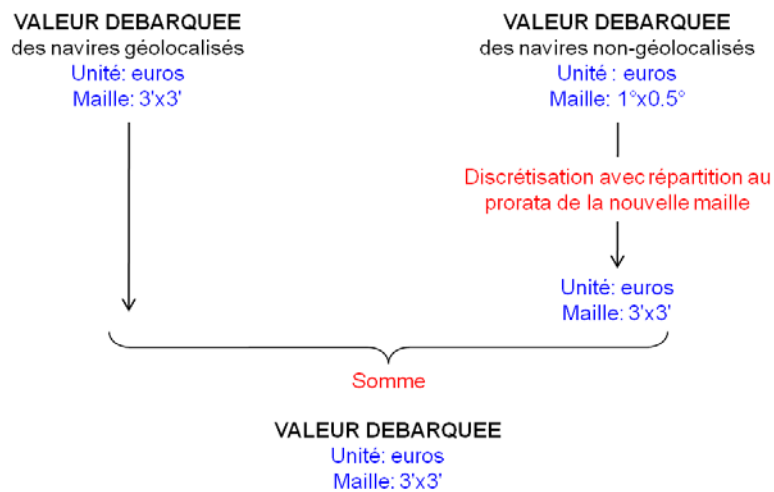 VALEUR DEBARQUEE
des navires géolocalisés
Unité: euros
Maille: 3'x3'
VALEUR DEBARQUEE
des navires non-géolocalisés
Unité : euros
Maille: 1°x0.5°
Discrétisation avec répartition au
prorata de la nouvelle maille
Unité: euros
Maille: 3'x3'
Somme
VALEUR DEBARQUEE
Unité: euros
Maille: 3'x3'